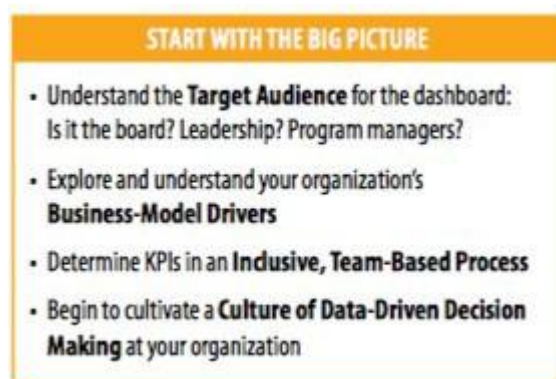 START WITH THE BIG PICTURE
• Understand the Target Audience for the dashboard:
Is it the board? Leadership? Program managers?
• Explore and understand your organization's
Business-Model Drivers
• Determine KPIs in an Inclusive, Team-Based Process
• Begin to cultivate a Culture of Data-Driven Decision
Making at your organization